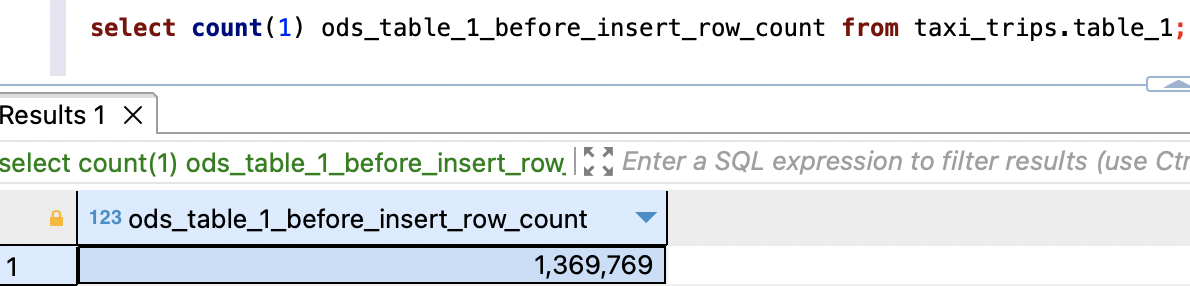 select count(1) ods_table_1_before_insert_row_count from taxi_trips.table_1;
Results 1
select count(1) ods_table_1_before_insert_row_ Enter a SQL expression to filter results (use Ctr
123 ods_table_1_before_insert_row_count
1 1,369,769